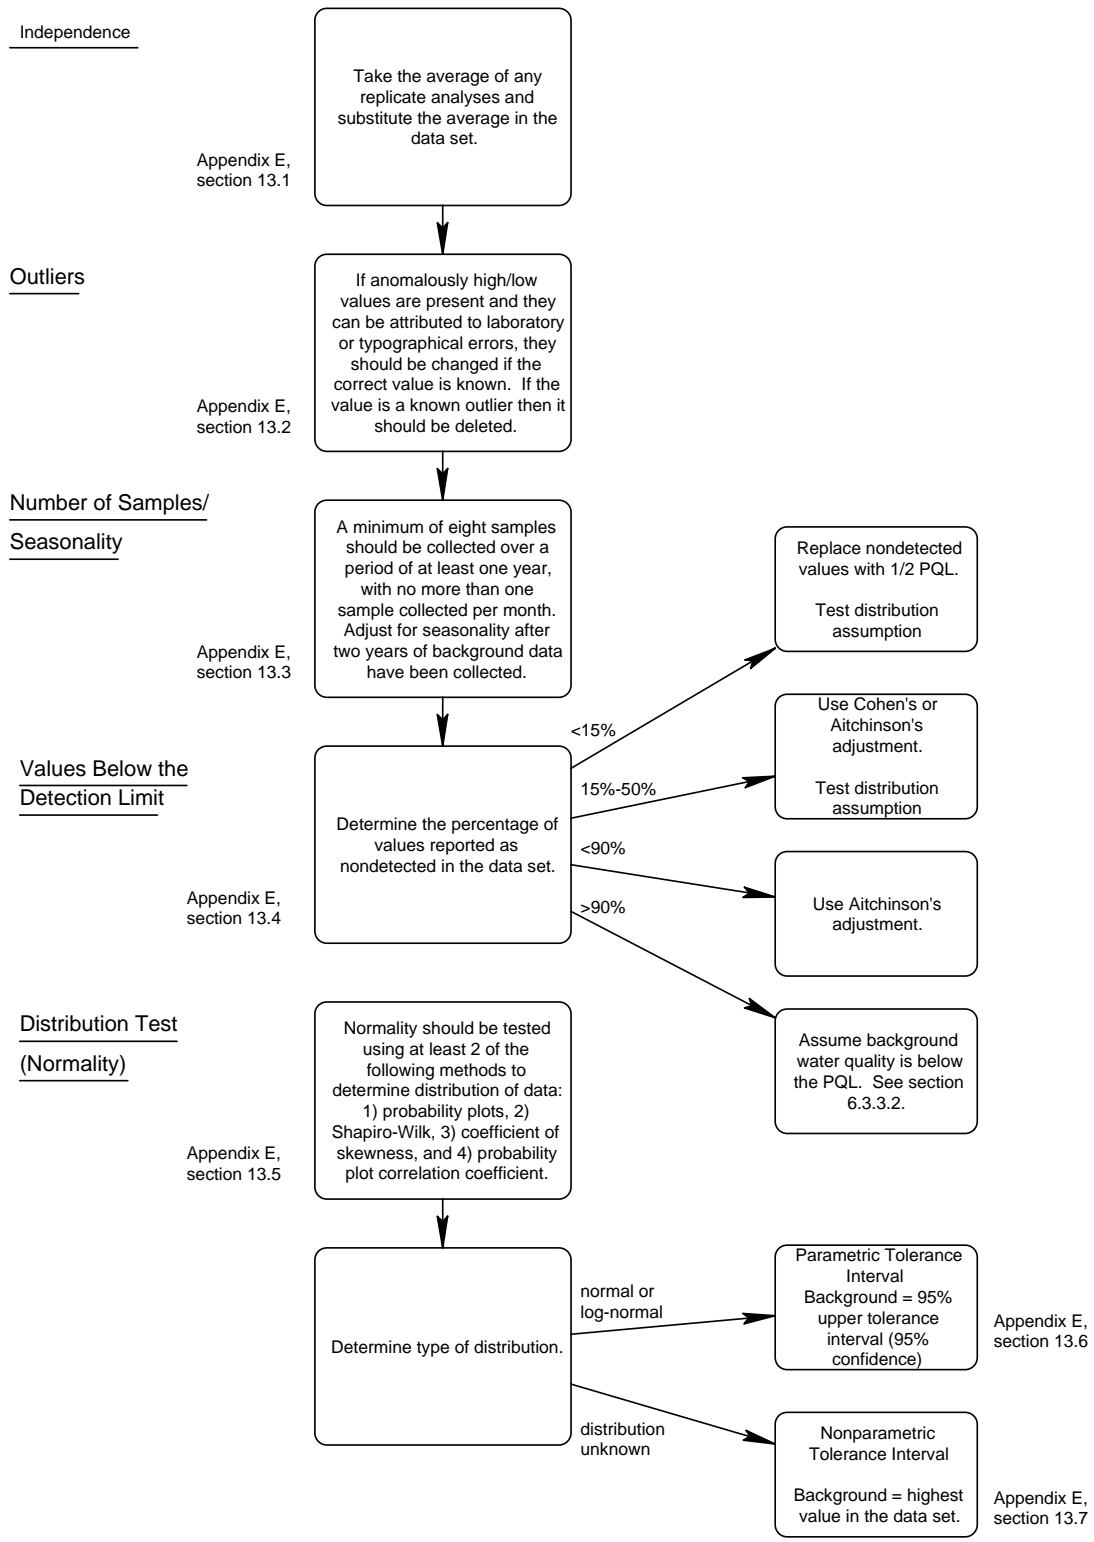 Independence
Take the average of any
replicate analyses and
substitute the average in the
data set.
Appendix E,
section 13.1
Outliers
If anomalously high/low
values are present and they
can be attributed to laboratory
or typographical errors, they
should be changed if the
correct value is known.  If the
value is a known outlier then it
should be deleted.
Appendix E,
section 13.2
Number of Samples/
Seasonality
A minimum of eight samples
should be collected over a
period of at least one year,
with no more than one
sample collected per month.
Adjust for seasonality after
two years of background data
have been collected.
Appendix E,
section 13.3
Values Below the
Detection Limit
Determine the percentage of
values reported as
nondetected in the data set.
Appendix E,
section 13.4
<15%
Replace nondetected
values with 1/2 PQL.
Test distribution
assumption
15%-50%
Use Cohen's or
Aitchinson's
adjustment.
Test distribution
assumption
<90%
Use Aitchinson's
adjustment.
>90%
Assume background
water quality is below
the PQL.  See section
6.3.3.2.
Distribution Test
(Normality)
Normality should be tested
using at least 2 of the
following methods to
determine distribution of data:
1) probability plots, 2)
Shapiro-Wilk, 3) coefficient of
skewness, and 4) probability
plot correlation coefficient.
Appendix E,
section 13.5
Determine type of distribution.
normal or
log-normal
Parametric Tolerance
Interval
Background = 95%
upper tolerance
interval (95%
confidence)
Appendix E,
section 13.6
distribution
unknown
Nonparametric
Tolerance Interval
Background = highest
value in the data set.
Appendix E,
section 13.7